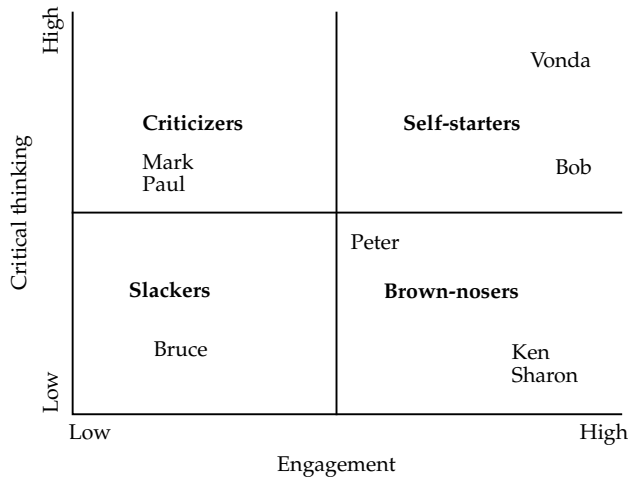 High
Vonda
Criticizers
Self-starters
Mark
Paul
Bob
Critical thinking
Peter
Slackers
Brown-nosers
Bruce
Ken
Sharon
Low
Low
High
Engagement